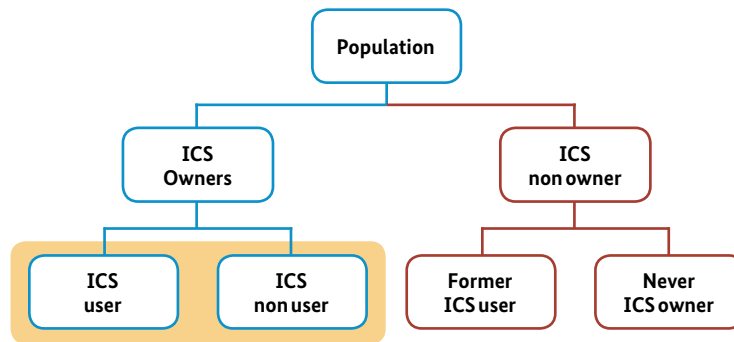 Population
ICS
Owners
ICS
non owner
ICS
user
ICS
non user
Former
ICS user
Never
ICS owner